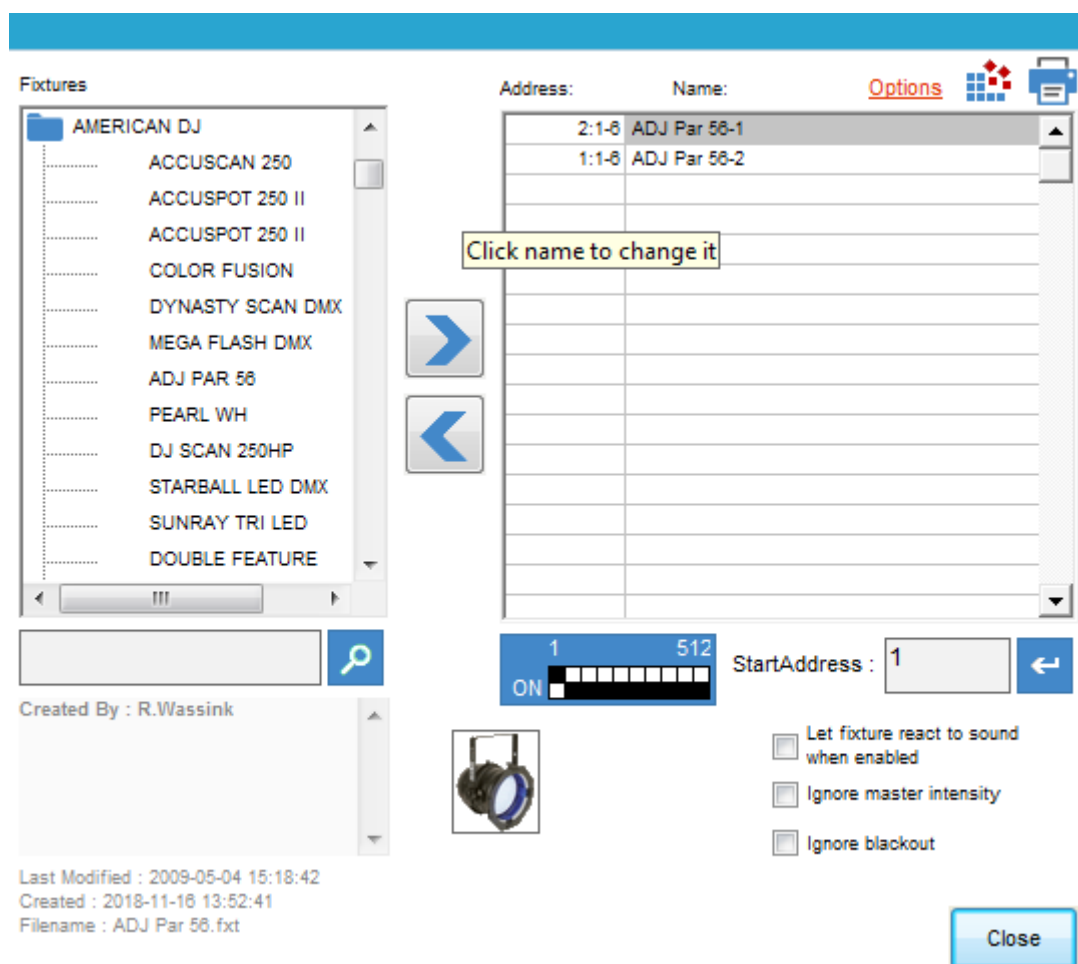 Fixtures
AMERICAN DJ
ACCUSCAN 250
ACCUSPOT 250 II
ACCUSPOT 250 II
COLOR FUSION
DYNASTY SCAN DMX
MEGA FLASH DMX
ADJ PAR 56
PEARL WH
DJ SCAN 250HP
STARBALL LED DMX
SUNRAY TRI LED
DOUBLE FEATURE
Created By : R.Wassink
Last Modified : 2009-05-04 15:18:42
Created : 2018-11-16 13:52:41
Filename : ADJ Par 56.fxt
Address: Name: Options
2:1-6 ADJ Par 56-1
1:1-6 ADJ Par 56-2
Click name to change it
1 512
ON
StartAddress : 1
Let fixture react to sound
when enabled
Ignore master intensity
Ignore blackout
Close